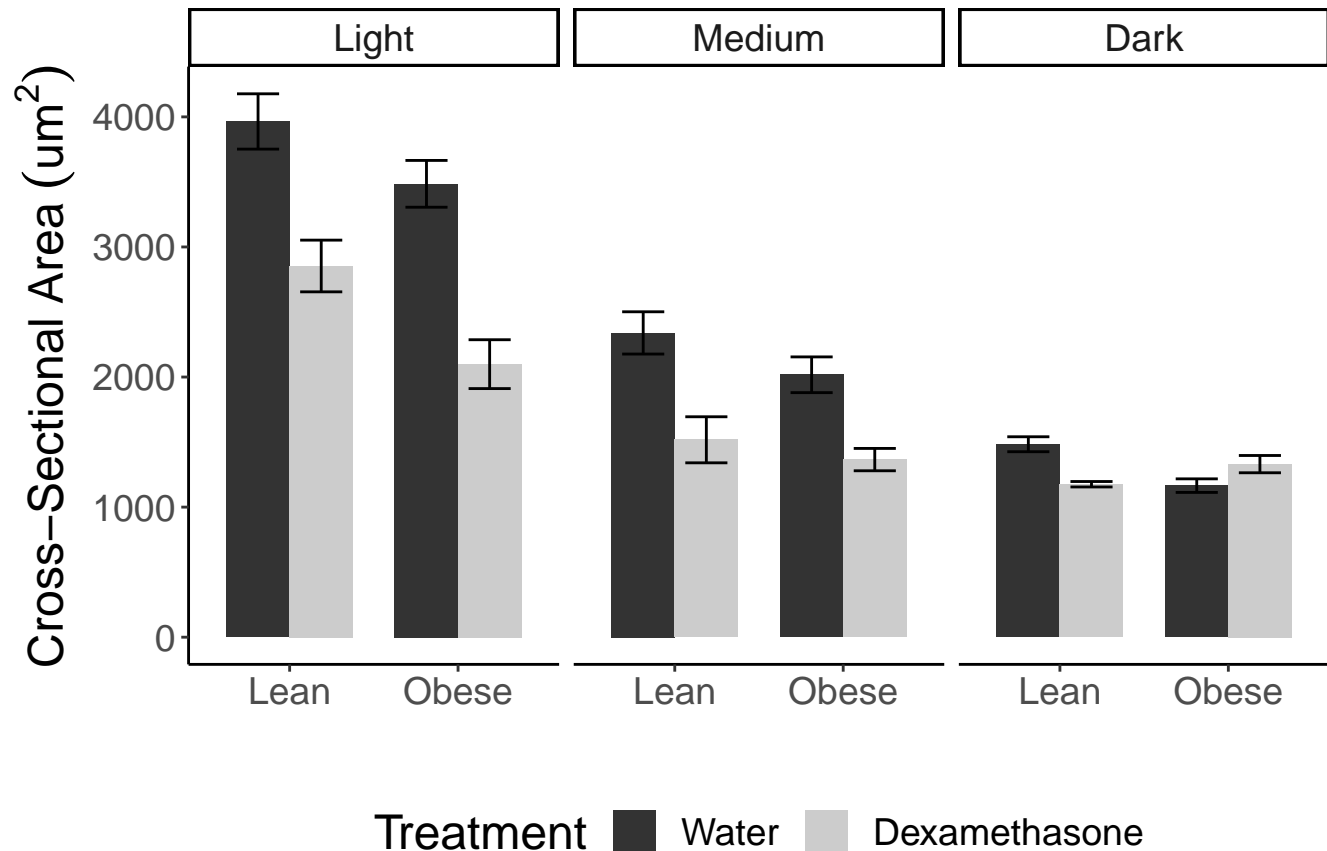 Light Medium Dark
Cross−Sectional Area (um²)
4000
3000
2000
1000
0
Lean Obese Lean Obese Lean Obese
Treatment Water Dexamethasone